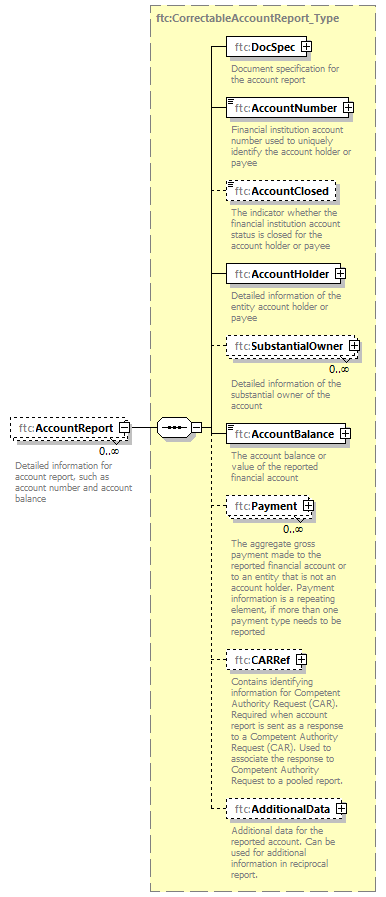 ftc:CorrectableAccountReport_Type
ftc:DocSpec
Document specification for
the account report
ftc:AccountNumber
Financial institution account
number used to uniquely
identify the account holder or
payee
ftc:AccountClosed
The indicator whether the
financial institution account
status is closed for the
account holder or payee
ftc:AccountHolder
Detailed information of the
entity account holder or
payee
ftc:SubstantialOwner
0..∞
Detailed information of the
substantial owner of the
account
ftc:AccountReport
0..∞
Detailed information for
account report, such as
account number and account
balance
ftc:AccountBalance
The account balance or
value of the reported
financial account
ftc:Payment
0..∞
The aggregate gross
payment made to the
reported financial account or
to an entity that is not an
account holder. Payment
information is a repeating
element, if more than one
payment type needs to be
reported
ftc:CARRef
Contains identifying
information for Competent
Authority Request (CAR).
Required when account
report is sent as a response
to a Competent Authority
Request (CAR). Used to
associate the response to
Competent Authority
Request to a pooled report.
ftc:AdditionalData
Additional data for the
reported account. Can be
used for additional
information in reciprocal
report.